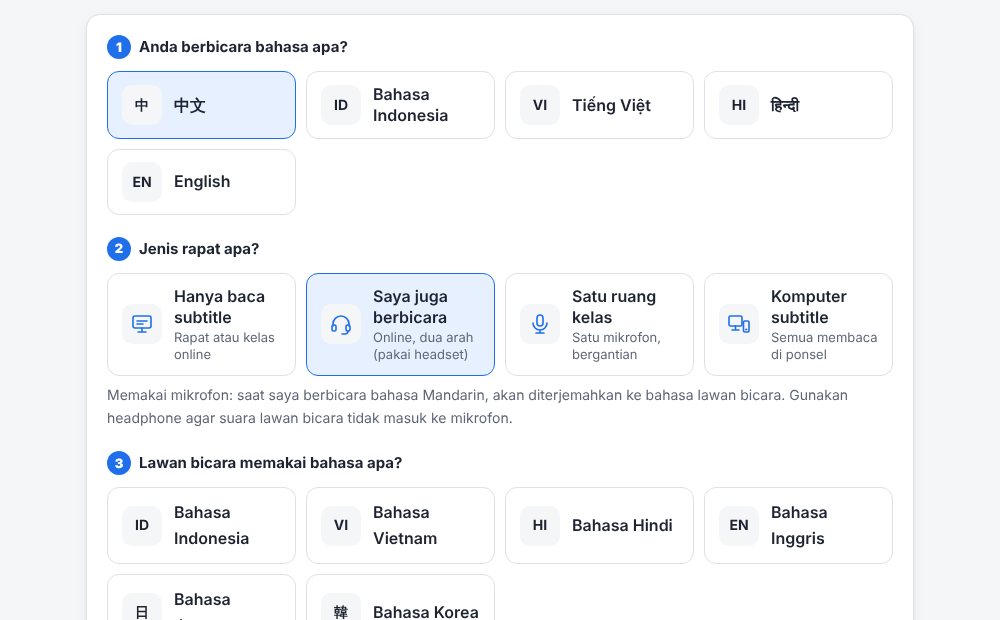 1 Anda berbicara bahasa apa?
中 中文
ID Bahasa Indonesia
VI Tiếng Việt
HI हिन्दी
EN English
2 Jenis rapat apa?
Hanya baca subtitle
Rapat atau kelas online
Saya juga berbicara
Online, dua arah (pakai headset)
Satu ruang kelas
Satu mikrofon, bergantian
Komputer subtitle
Semua membaca di ponsel
Memakai mikrofon: saat saya berbicara bahasa Mandarin, akan diterjemahkan ke bahasa lawan bicara. Gunakan
headphone agar suara lawan bicara tidak masuk ke mikrofon.
3 Lawan bicara memakai bahasa apa?
ID Bahasa Indonesia
VI Bahasa Vietnam
HI Bahasa Hindi
EN Bahasa Inggris
日 Bahasa
韓 Bahasa Korea